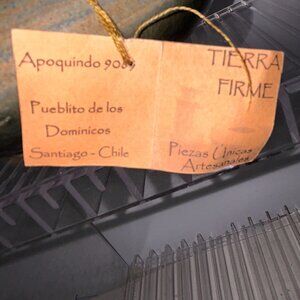 Apoquindo 9085
Pueblito de los
Dominicos
Santiago - Chile
TIERRA
FIRME
Piezas Únicas
Artesanales